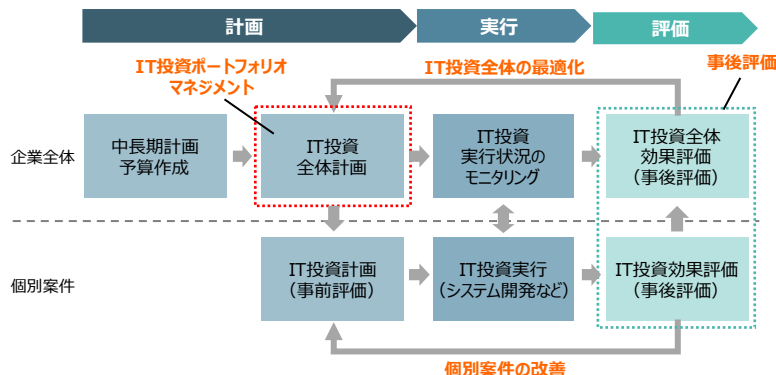 計画
実行
評価
IT投資ポートフォリオ
マネジメント
IT投資全体の最適化
事後評価
企業全体
中長期計画
予算作成
IT投資
全体計画
IT投資
実行状況の
モニタリング
IT投資全体
効果評価
（事後評価）
個別案件
IT投資計画
（事前評価）
IT投資実行
（システム開発など）
IT投資効果評価
（事後評価）
個別案件の改善